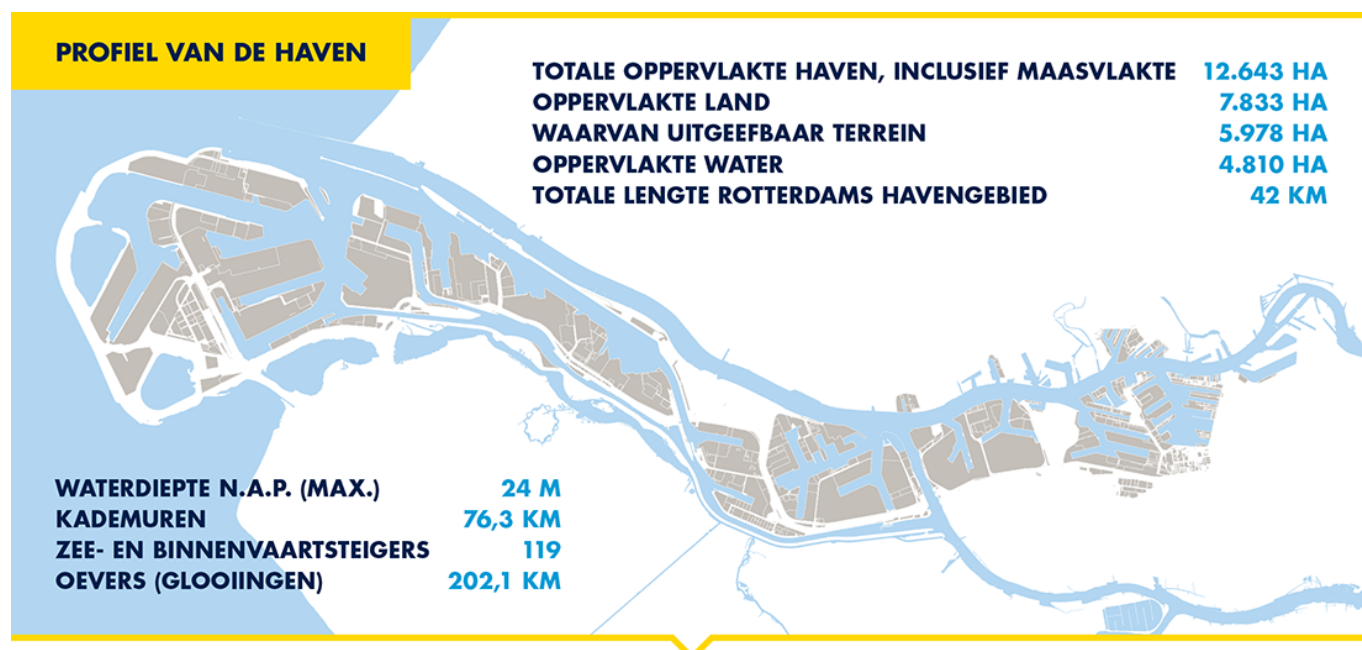 PROFIEL VAN DE HAVEN
TOTALE OPPERVLAKTE HAVEN, INCLUSIEF MAASVLAKTE 12.643 HA
OPPERVLAKTE LAND 7.833 HA
WAARVAN UITGEEFBAAR TERREIN 5.978 HA
OPPERVLAKTE WATER 4.810 HA
TOTALE LENGTE ROTTERDAMS HAVENGEBIED 42 KM
WATERDIEPTE N.A.P. (MAX.) 24 M
KADEMUREN 76,3 KM
ZEE- EN BINNENVAARTSTEIGERS 119
OEVERS (GLOOIINGEN) 202,1 KM